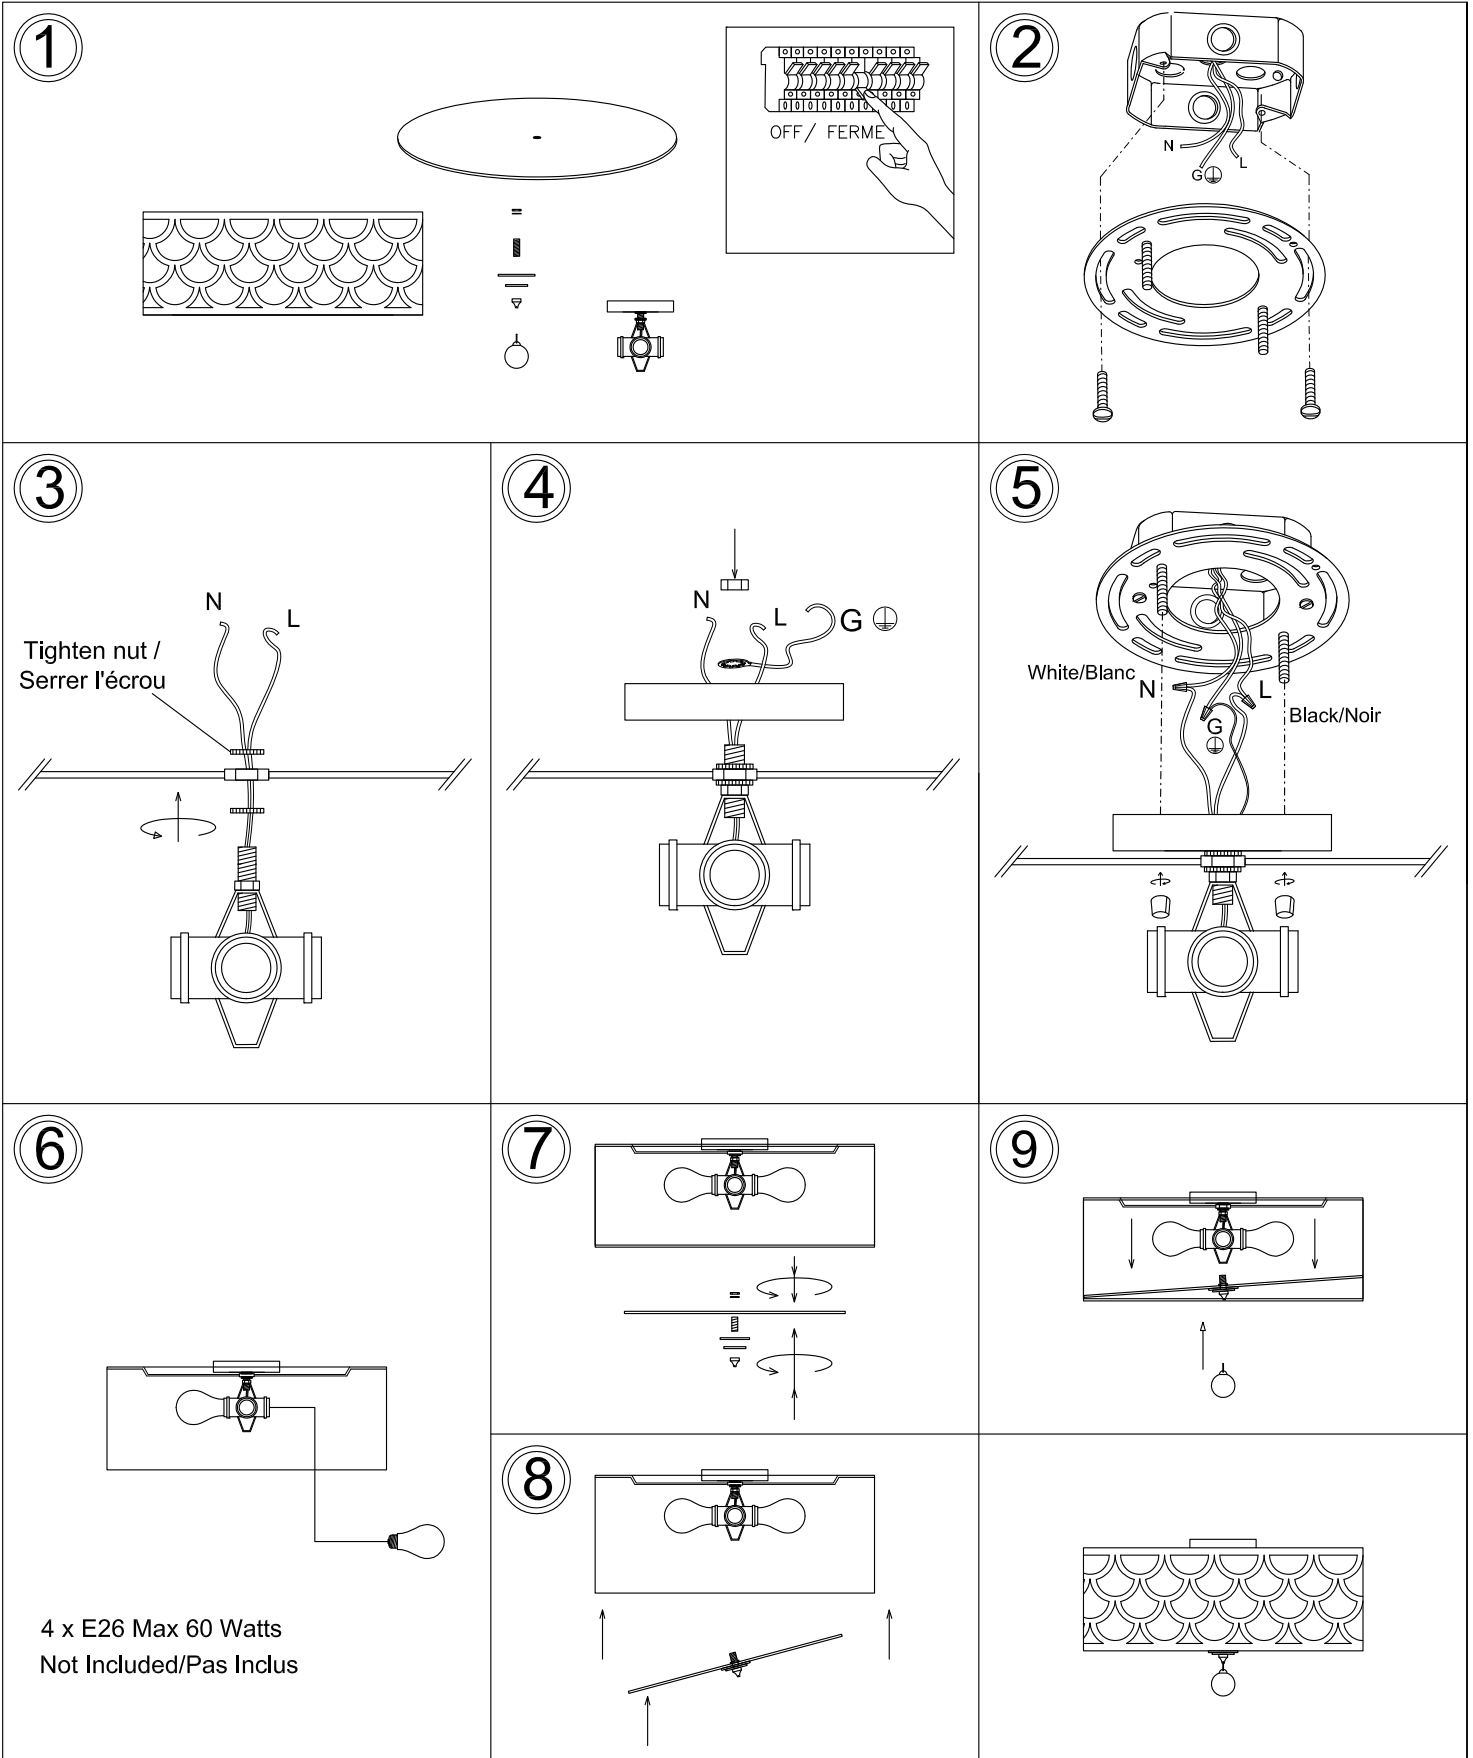 1
OFF/ FERME
2
N
G
L
3
N
L
Tighten nut /
Serrer l'écrou
4
N
L
G
5
White/Blanc
N
L
G
Black/Noir
6
4 x E26 Max 60 Watts
Not Included/Pas Inclus
7
8
9